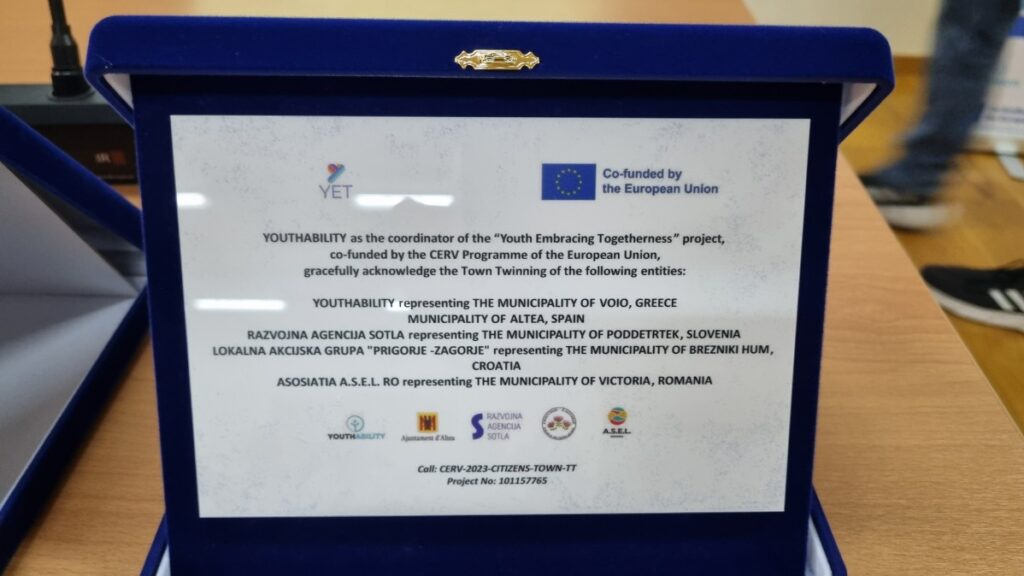 YET
Co-funded by
the European Union
YOUTHABILITY as the coordinator of the “Youth Embracing Togetherness” project,
co-funded by the CERV Programme of the European Union,
gracefully acknowledge the Town Twinning of the following entities:
YOUTHABILITY representing THE MUNICIPALITY OF VOIO, GREECE
MUNICIPALITY OF ALTEA, SPAIN
RAZVOJNA AGENCIJA SOTLA representing THE MUNICIPALITY OF PODDETRTEK, SLOVENIA
LOKALNA AKCIJSKA GRUPA "PRIGORJE -ZAGORJE" representing THE MUNICIPALITY OF BREZNIKI HUM,
CROATIA
ASOSIATIA A.S.E.L. RO representing THE MUNICIPALITY OF VICTORIA, ROMANIA
YOUTHABILITY
Ajuntament d'Altea
RAZVOJNA
AGENCIJA
SOTLA
A.S.E.L.
Call: CERV-2023-CITIZENS-TOWN-TT
Project No: 101157765